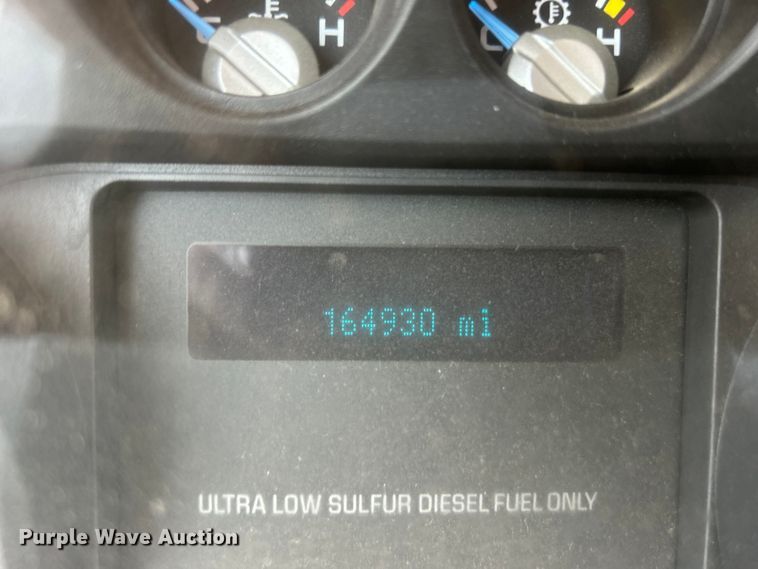 C H C H
164930 mi
ULTRA LOW SULFUR DIESEL FUEL ONLY
Purple Wave Auction